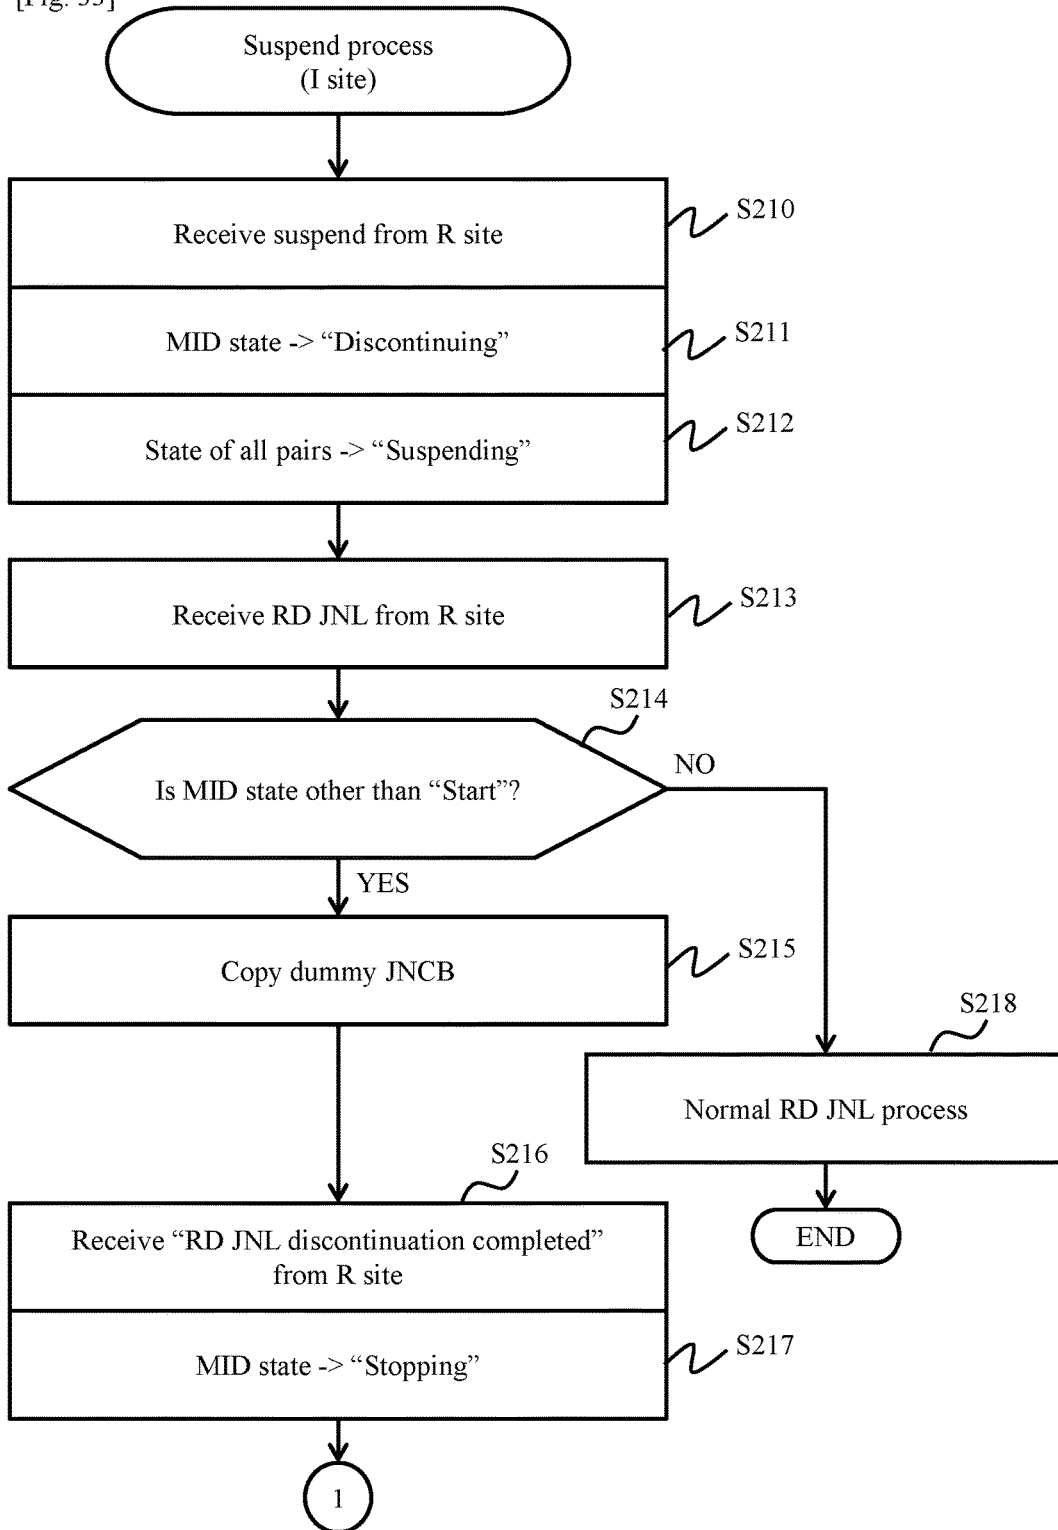 Suspend process
(I site)
Receive suspend from R site
S210
MID state -> “Discontinuing”
S211
State of all pairs -> “Suspending”
S212
Receive RD JNL from R site
S213
S214
Is MID state other than “Start”?
NO
YES
Copy dummy JNCB
S215
S218
Normal RD JNL process
END
S216
Receive “RD JNL discontinuation completed”
from R site
MID state -> “Stopping”
S217
1